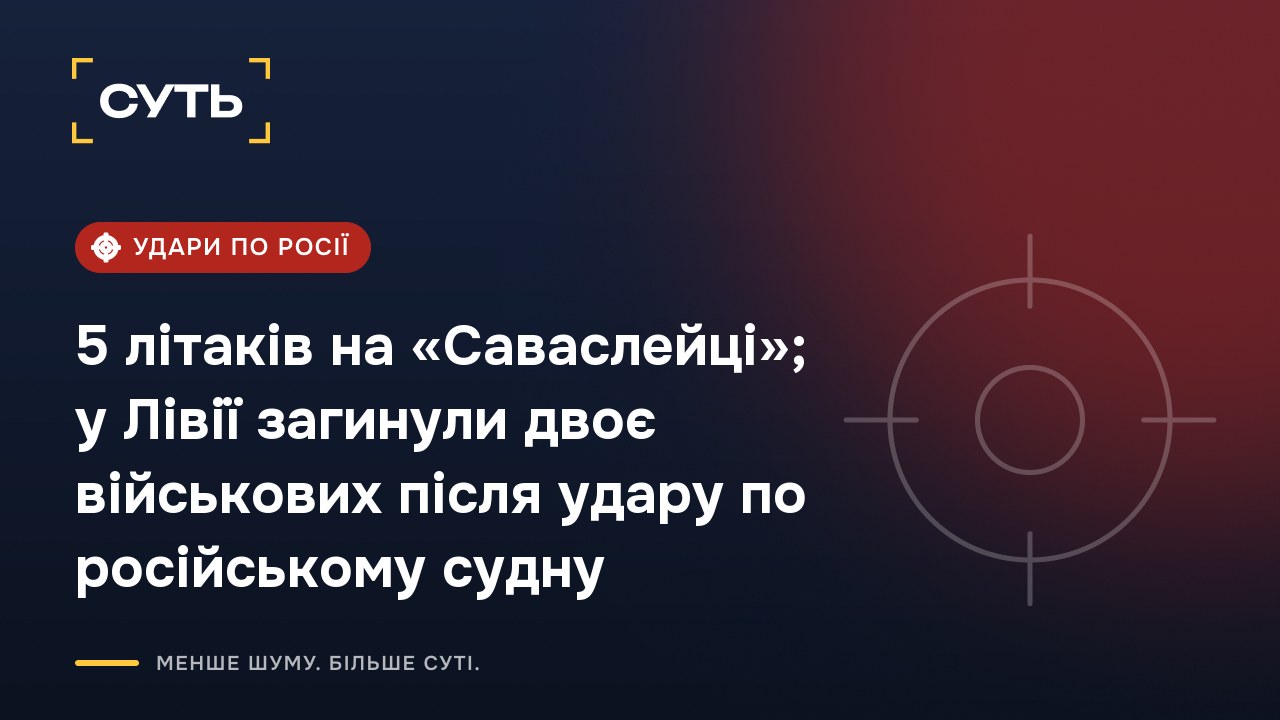 СУТЬ
УДАРИ ПО РОСІЇ
5 літаків на «Саваслейці»;
у Лівії загинули двоє
військових після удару по
російському судну
МЕНШЕ ШУМУ. БІЛЬШЕ СУТІ.